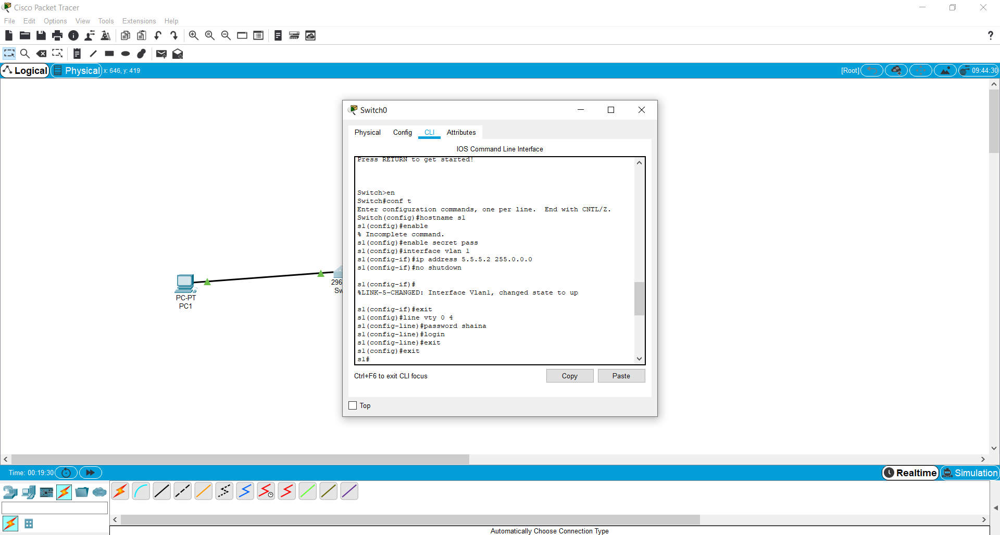 Cisco Packet Tracer
File Edit Options View Tools Extensions Help
?
Logical Physical x: 646, y: 419 [Root] 09:44:30
Switch0
Physical Config CLI Attributes
IOS Command Line Interface
Press RETURN to get started!
Switch>en
Switch#conf t
Enter configuration commands, one per line.  End with CNTL/Z.
Switch(config)#hostname s1
s1(config)#enable
% Incomplete command.
s1(config)#enable secret pass
s1(config)#interface vlan 1
s1(config-if)#ip address 5.5.5.2 255.0.0.0
s1(config-if)#no shutdown
s1(config-if)#
%LINK-5-CHANGED: Interface Vlan1, changed state to up
s1(config-if)#exit
s1(config)#line vty 0 4
s1(config-line)#password shaina
s1(config-line)#login
s1(config-line)#exit
s1(config)#exit
s1#
Ctrl+F6 to exit CLI focus Copy Paste
Top
PC-PT
PC1
296
Sw
Time: 00:19:30 Realtime Simulation
Automatically Choose Connection Type